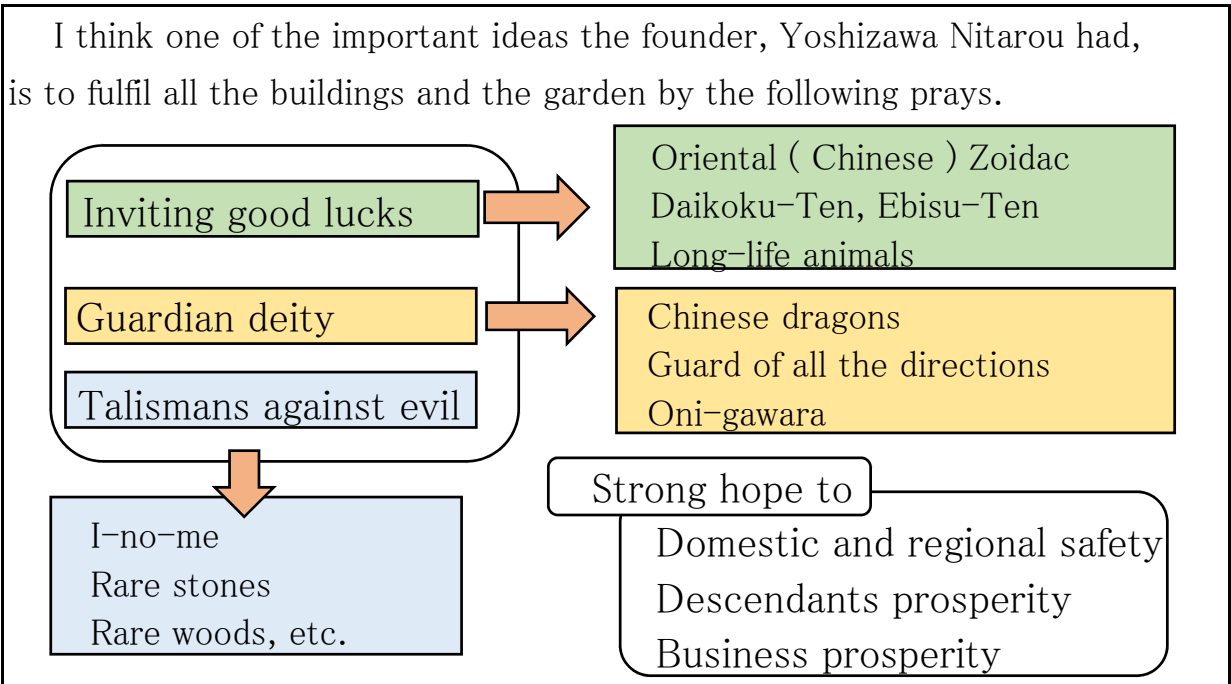 I think one of the important ideas the founder, Yoshizawa Nitarou had,
is to fulfil all the buildings and the garden by the following prays.
Inviting good lucks
Oriental ( Chinese ) Zoidac
Daikoku-Ten, Ebisu-Ten
Long-life animals
Guardian deity
Chinese dragons
Guard of all the directions
Oni-gawara
Talismans against evil
I-no-me
Rare stones
Rare woods, etc.
Strong hope to
Domestic and regional safety
Descendants prosperity
Business prosperity